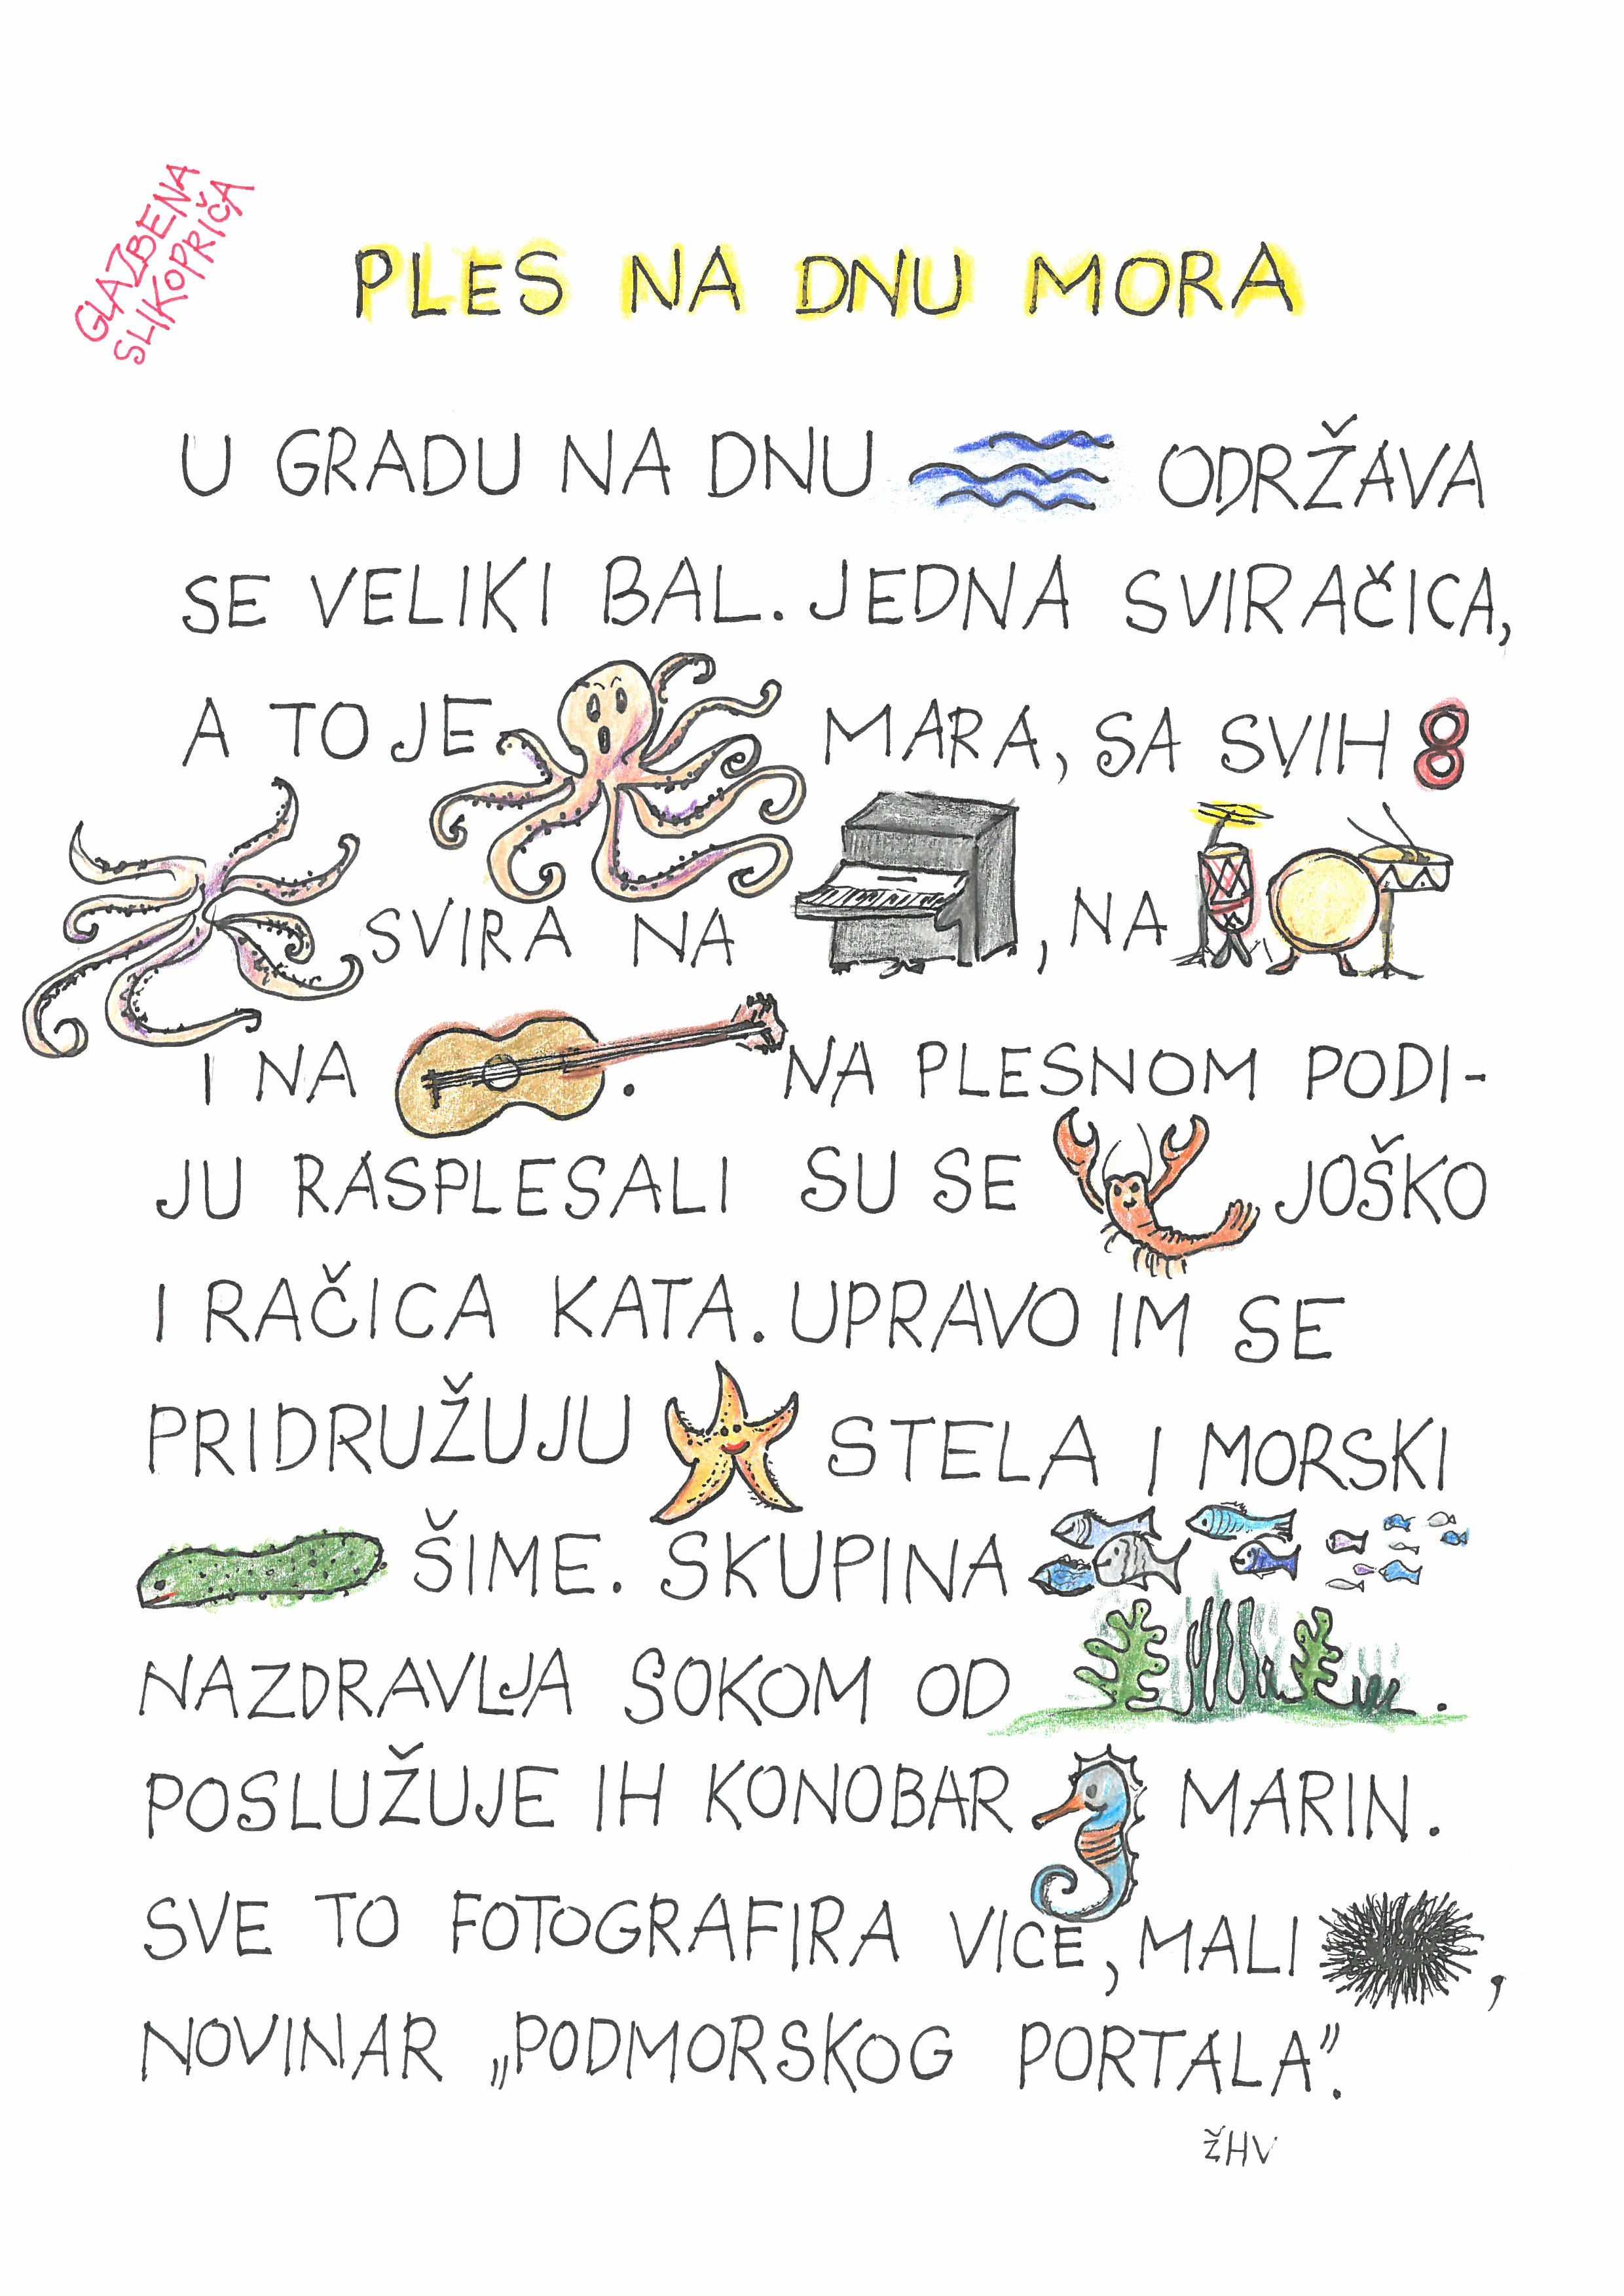 GLAZBENA
SLIKOPRIČA
PLES NA DNU MORA
U GRADU NA DNU ODRŽAVA
SE VELIKI BAL. JEDNA SVIRAČICA,
A TO JE MARA, SA SVIH 8
SVIRA NA , NA
I NA . NA PLESNOM PODI-
JU RASPLESALI SU SE JOŠKO
I RAČICA KATA. UPRAVO IM SE
PRIDRUŽUJU STELA I MORSKI
ŠIME. SKUPINA
NAZDRAVLJA SOKOM OD .
POSLUŽUJE IH KONOBAR MARIN.
SVE TO FOTOGRAFIRA VICE, MALI ,
NOVINAR „PODMORSKOG PORTALA”.
ŽHV